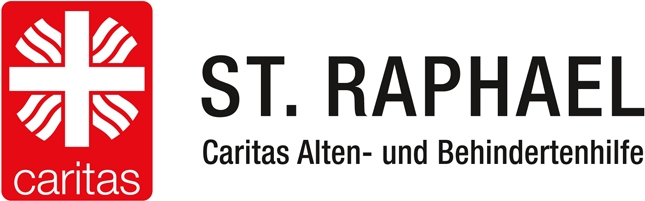 caritas
ST. RAPHAEL
Caritas Alten- und Behindertenhilfe